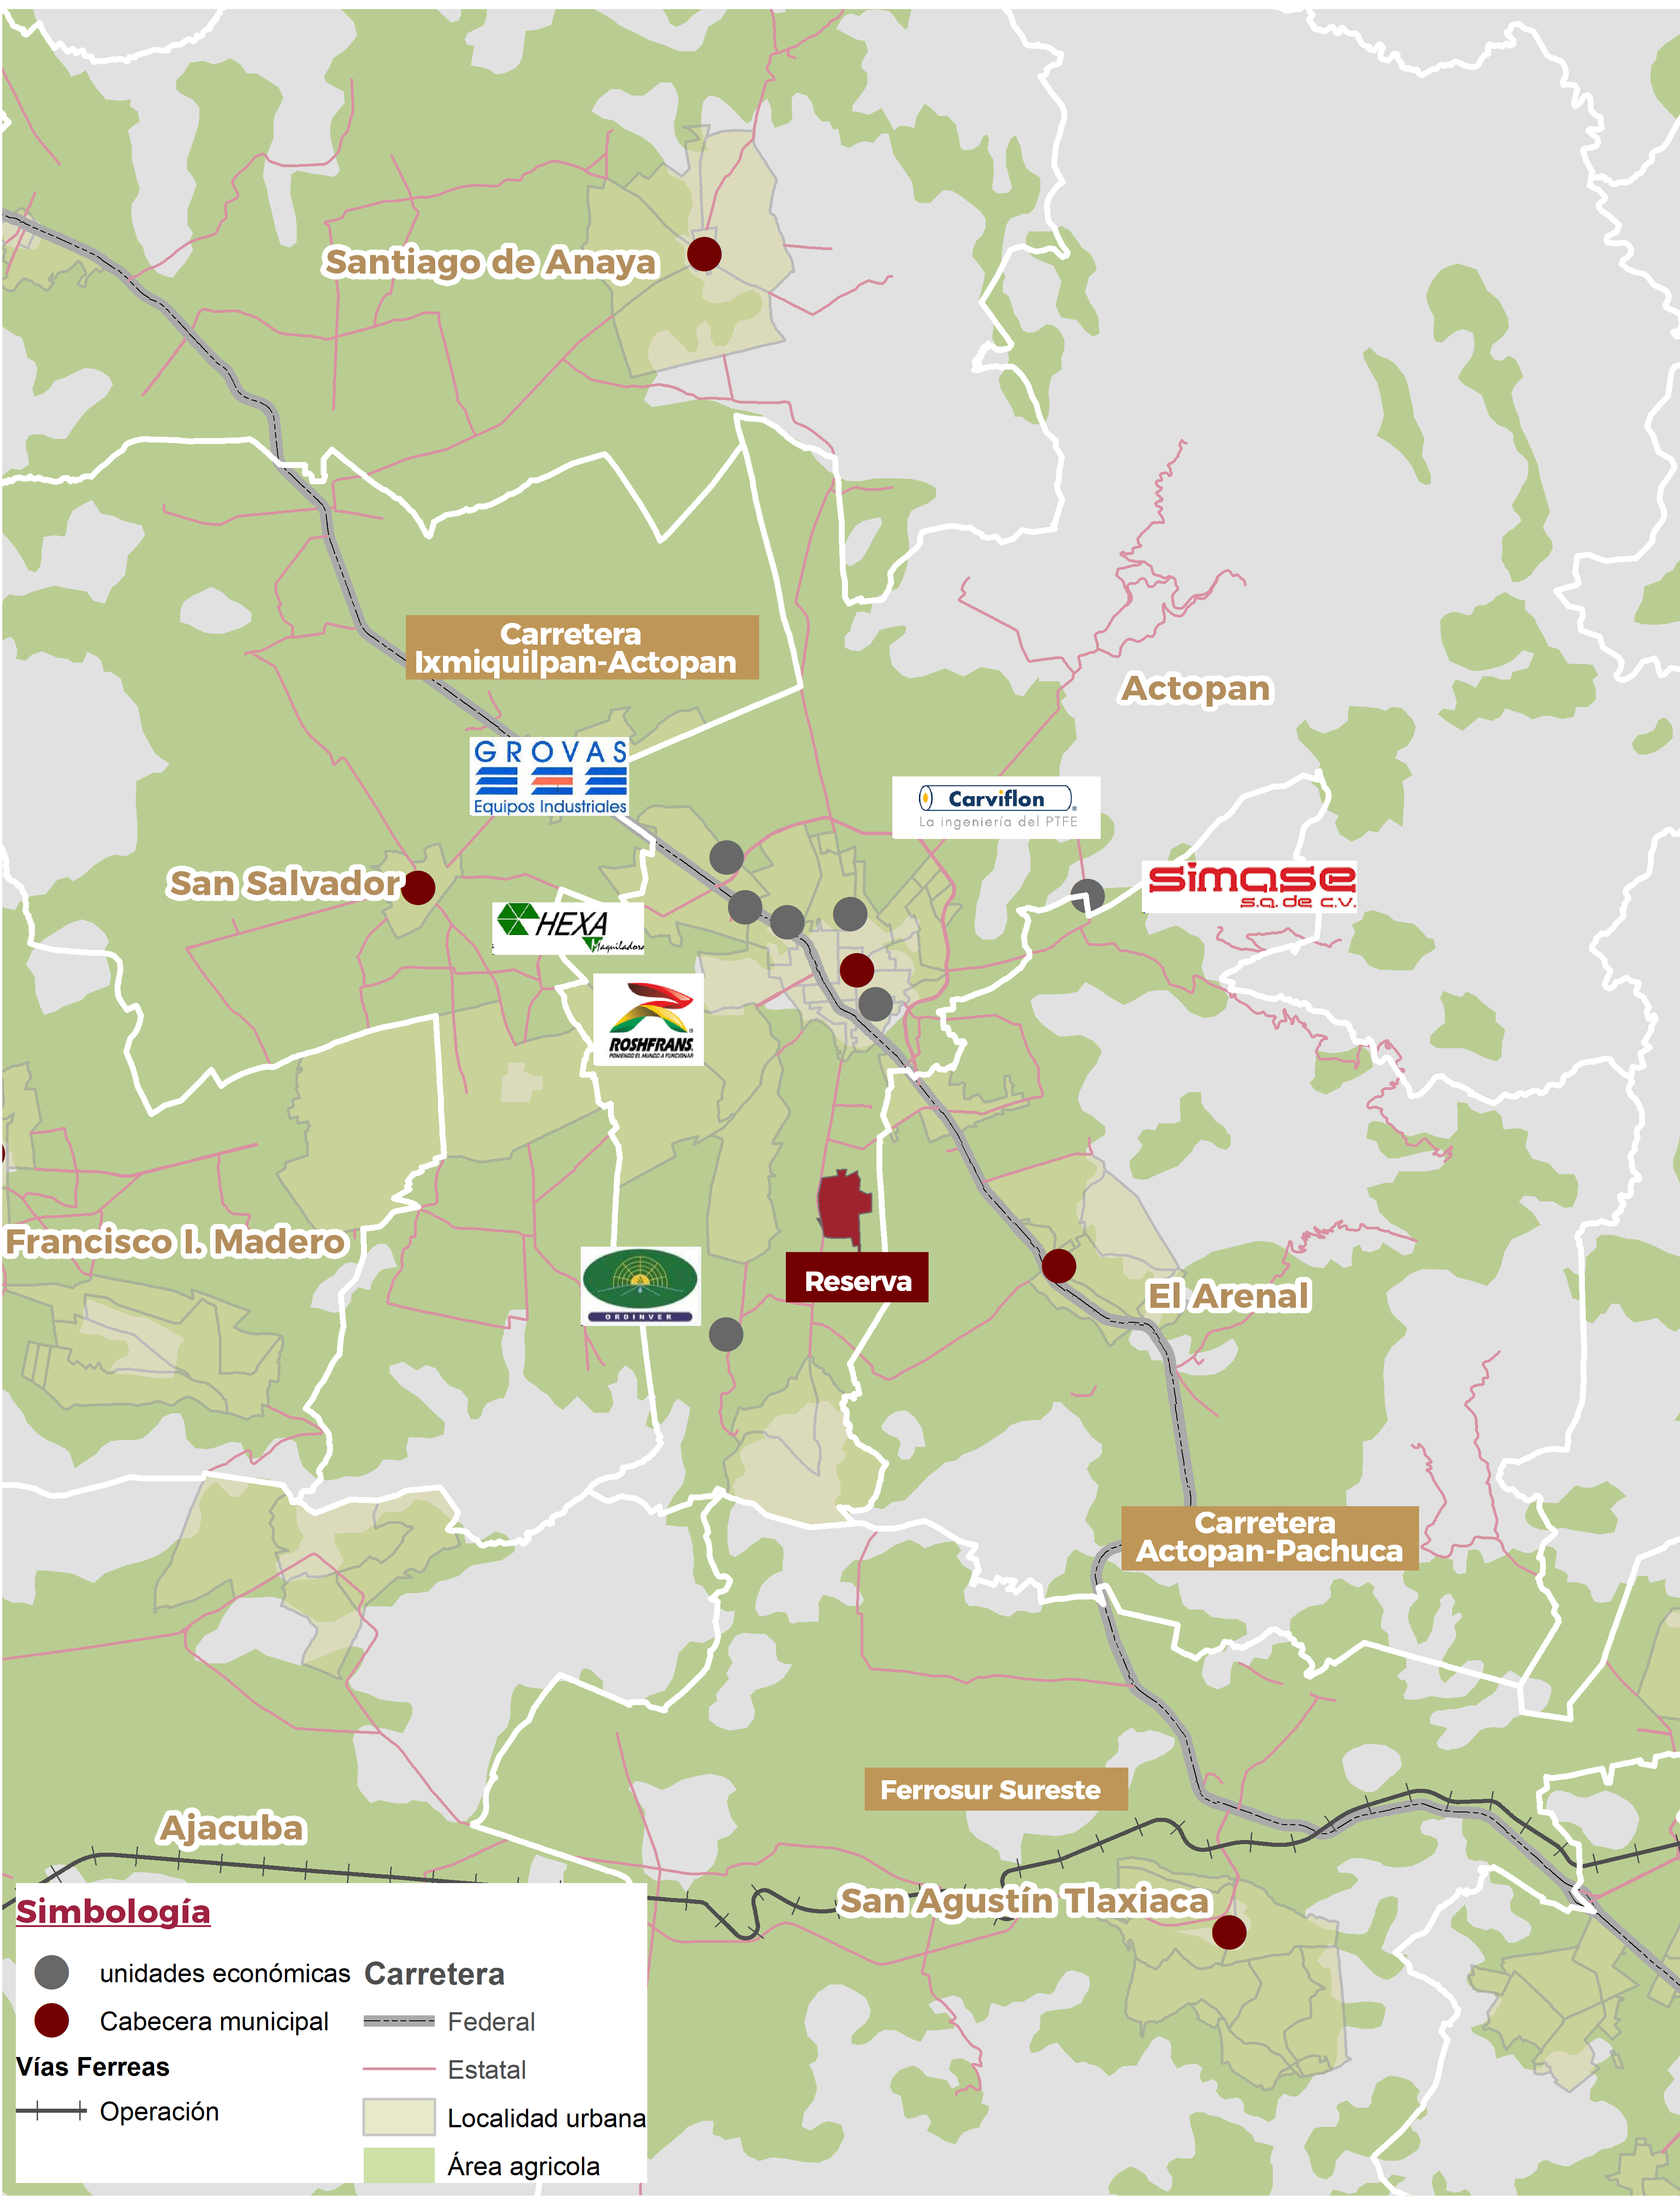 Santiago de Anaya
Carretera
Ixmiquilpan-Actopan
Actopan
GROVAS
Equipos Industriales
Carviflon
La ingeniería del PTFE
San Salvador
simase
s.a. de c.v.
HEXA
Maquiladora
ROSHFRANS
PONIENDO EL MUNDO A FUNCIONAR
Francisco I. Madero
ORDINVER
Reserva
El Arenal
Carretera
Actopan-Pachuca
Ferrosur Sureste
Ajacuba
San Agustín Tlaxiaca
Simbología
unidades económicas
Cabecera municipal
Vías Ferreas
Operación
Carretera
Federal
Estatal
Localidad urbana
Área agricola